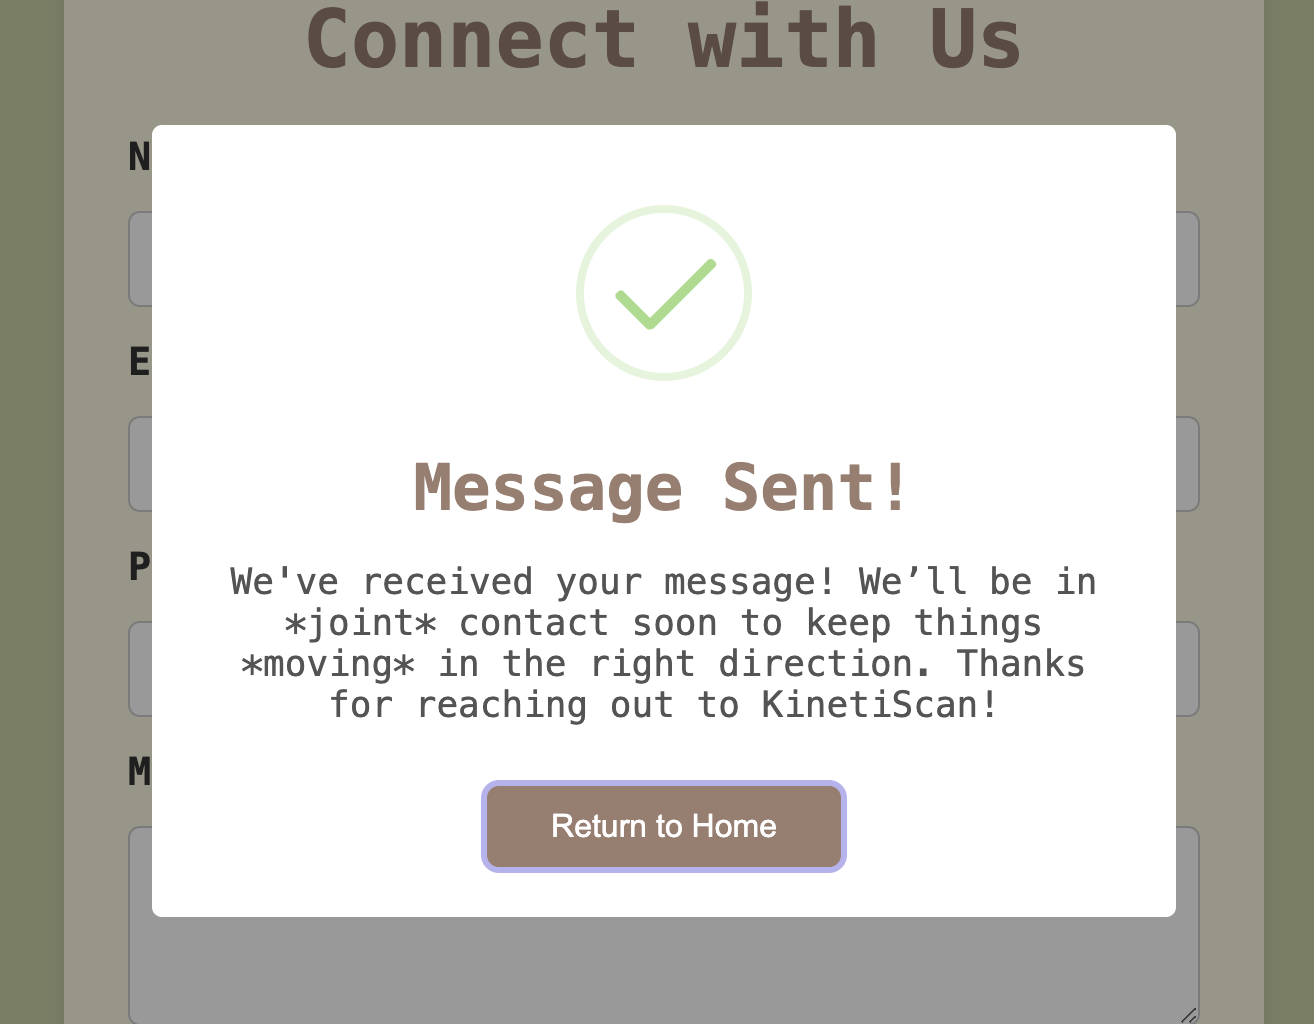 Connect with Us
N
E
P
M
Message Sent!
We've received your message! We’ll be in
*joint* contact soon to keep things
*moving* in the right direction. Thanks
for reaching out to KinetiScan!
Return to Home